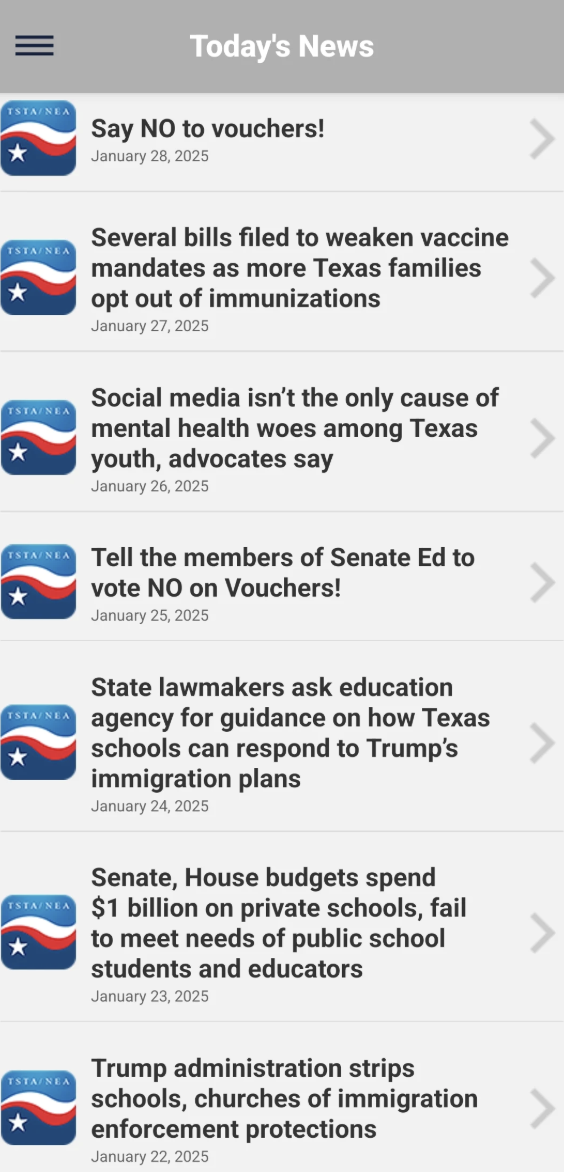 Today's News
TSTA/NEA
Say NO to vouchers!
January 28, 2025
TSTA/NEA
Several bills filed to weaken vaccine
mandates as more Texas families
opt out of immunizations
January 27, 2025
TSTA/NEA
Social media isn’t the only cause of
mental health woes among Texas
youth, advocates say
January 26, 2025
TSTA/NEA
Tell the members of Senate Ed to
vote NO on Vouchers!
January 25, 2025
TSTA/NEA
State lawmakers ask education
agency for guidance on how Texas
schools can respond to Trump’s
immigration plans
January 24, 2025
TSTA/NEA
Senate, House budgets spend
$1 billion on private schools, fail
to meet needs of public school
students and educators
January 23, 2025
TSTA/NEA
Trump administration strips
schools, churches of immigration
enforcement protections
January 22, 2025